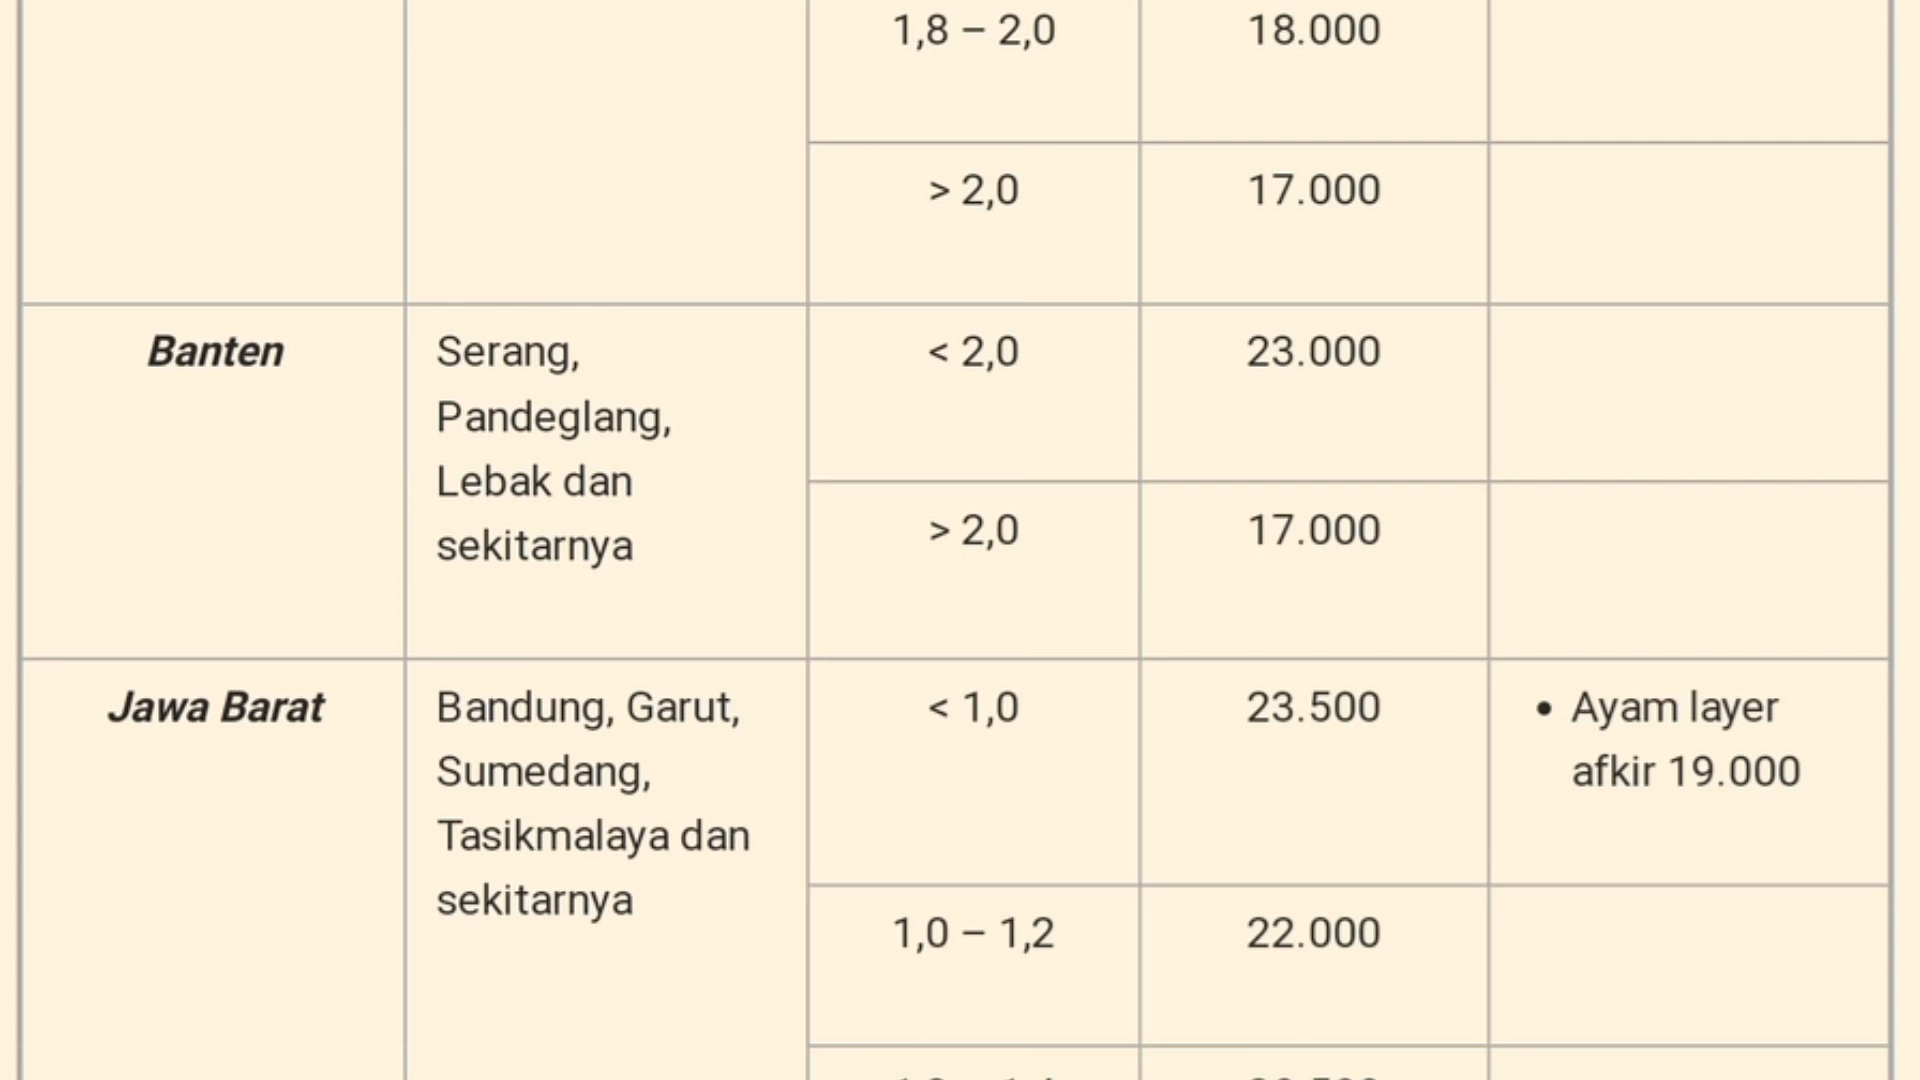 1,8 – 2,0 18.000
> 2,0 17.000
Banten Serang, < 2,0 23.000
Pandeglang,
Lebak dan
> 2,0 17.000
sekitarnya
Jawa Barat Bandung, Garut, < 1,0 23.500 • Ayam layer
Sumedang, afkir 19.000
Tasikmalaya dan
sekitarnya
1,0 – 1,2 22.000